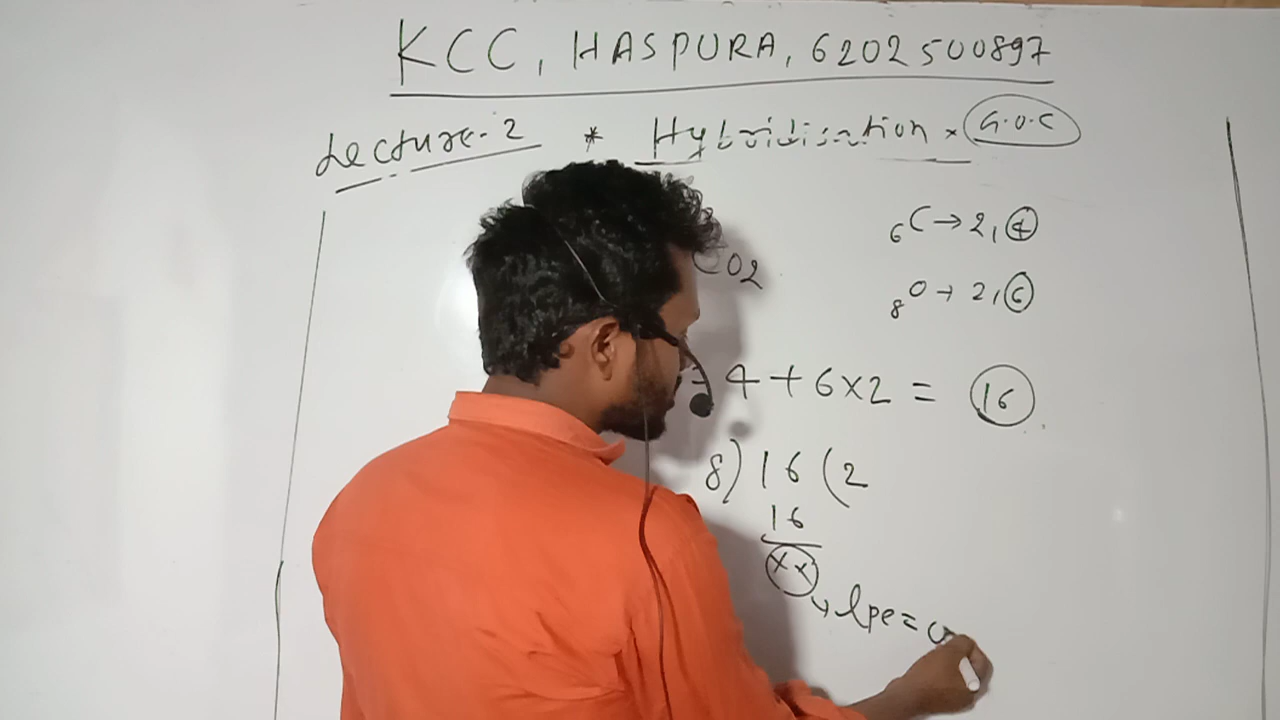 KCC, HASPURA, 6202500897
Lecture-2 * Hybridisation × G.O.C
CO2
6C → 2, 4
8O → 2, 6
= 4 + 6×2 = 16
8) 16 (2
16
××
→ lpe = 0